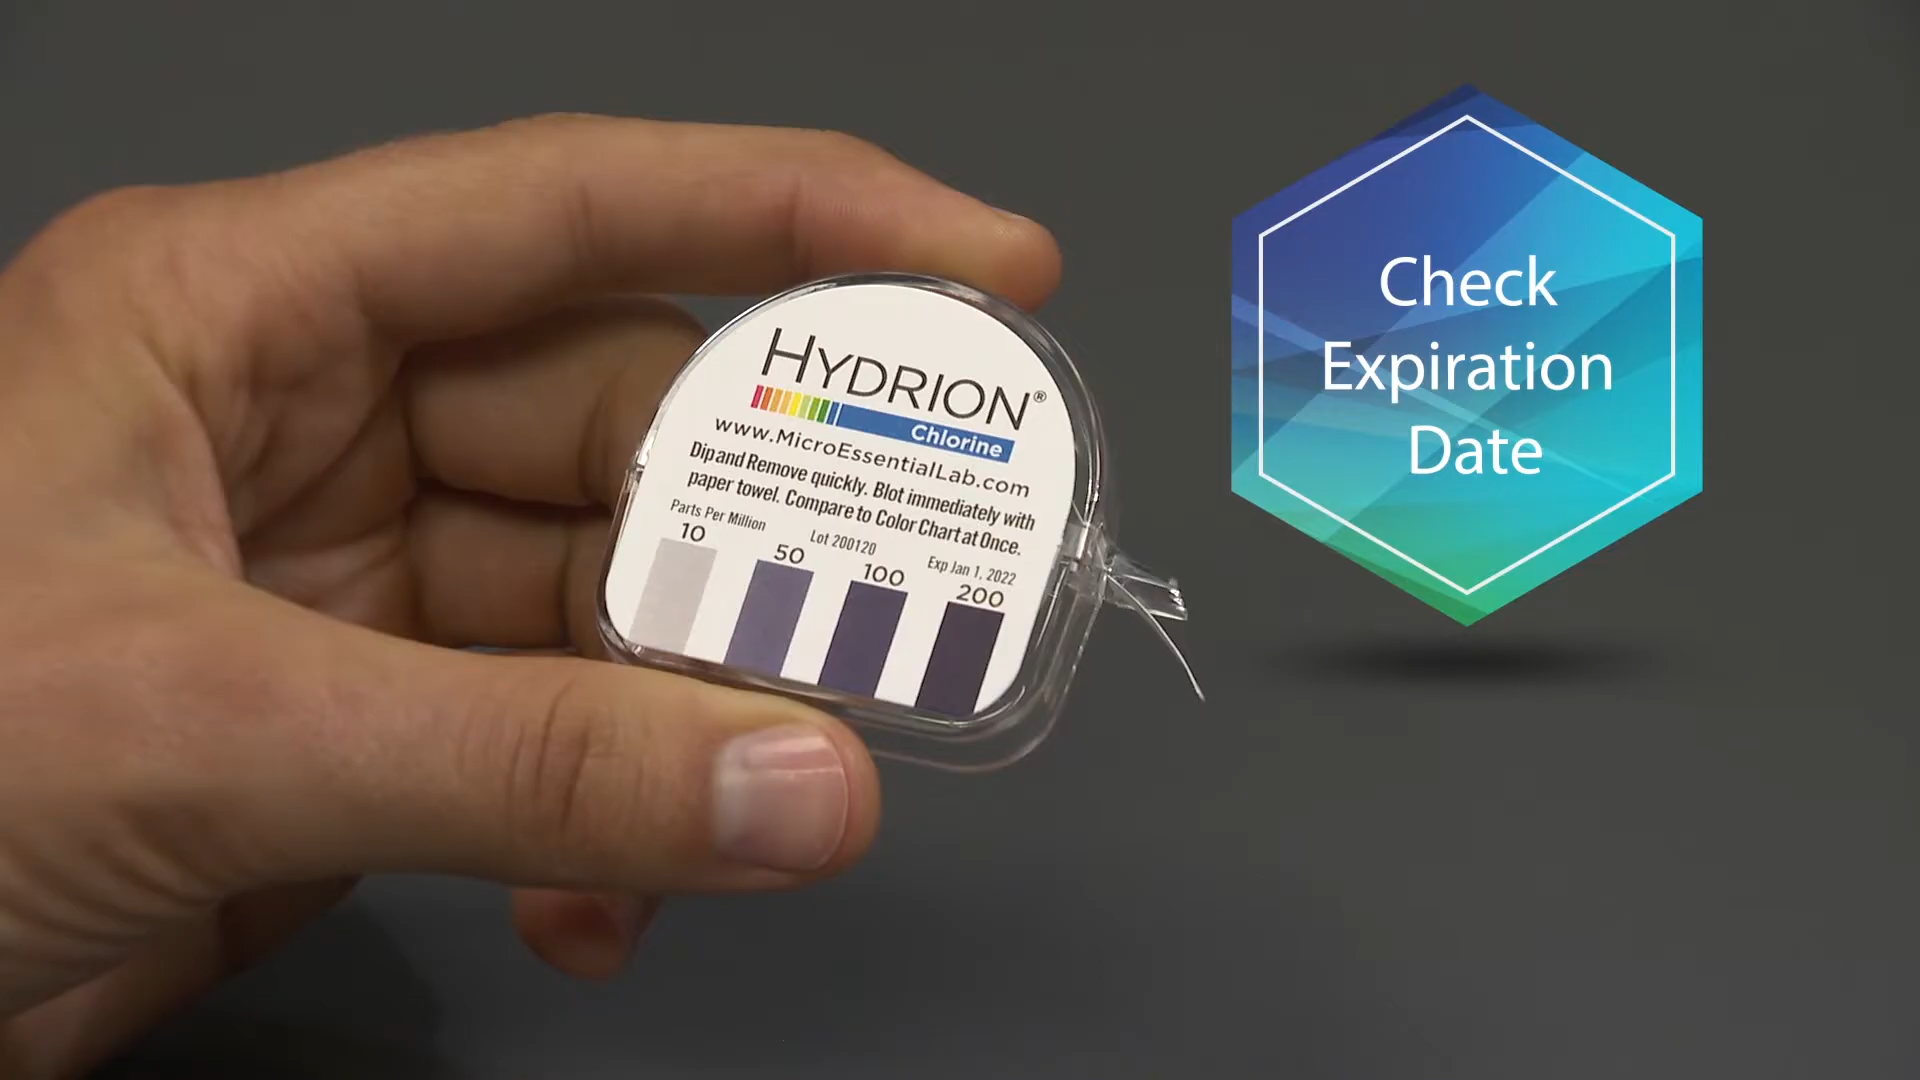 HYDRION®
Chlorine
www.MicroEssentialLab.com
Dip and Remove quickly. Blot immediately with
paper towel. Compare to Color Chart at Once.
Parts Per Million
Lot 200120
Exp Jan 1, 2022
10
50
100
200
Check
Expiration
Date